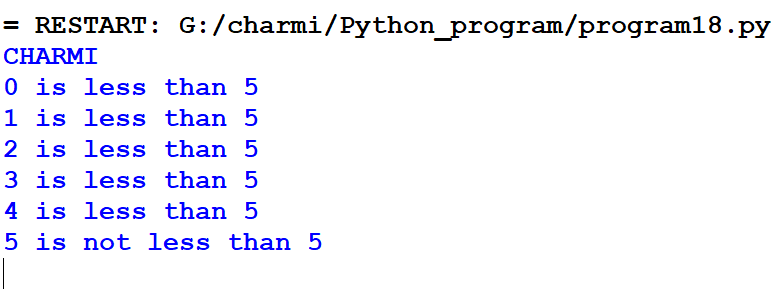 = RESTART: G:/charmi/Python_program/program18.py
CHARMI
0 is less than 5
1 is less than 5
2 is less than 5
3 is less than 5
4 is less than 5
5 is not less than 5